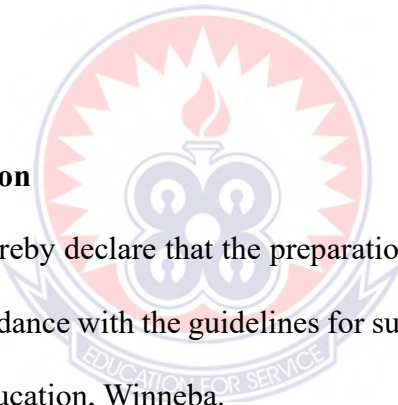 on
reby declare that the preparatio
dance with the guidelines for su
EDUCATION FOR SERVICE
ucation, Winneba.